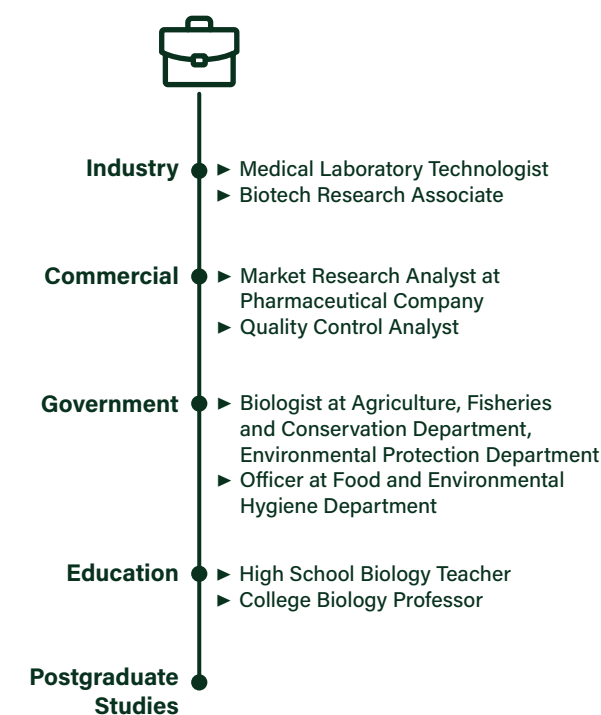 Industry
► Medical Laboratory Technologist
► Biotech Research Associate
Commercial
► Market Research Analyst at
Pharmaceutical Company
► Quality Control Analyst
Government
► Biologist at Agriculture, Fisheries
and Conservation Department,
Environmental Protection Department
► Officer at Food and Environmental
Hygiene Department
Education
► High School Biology Teacher
► College Biology Professor
Postgraduate
Studies